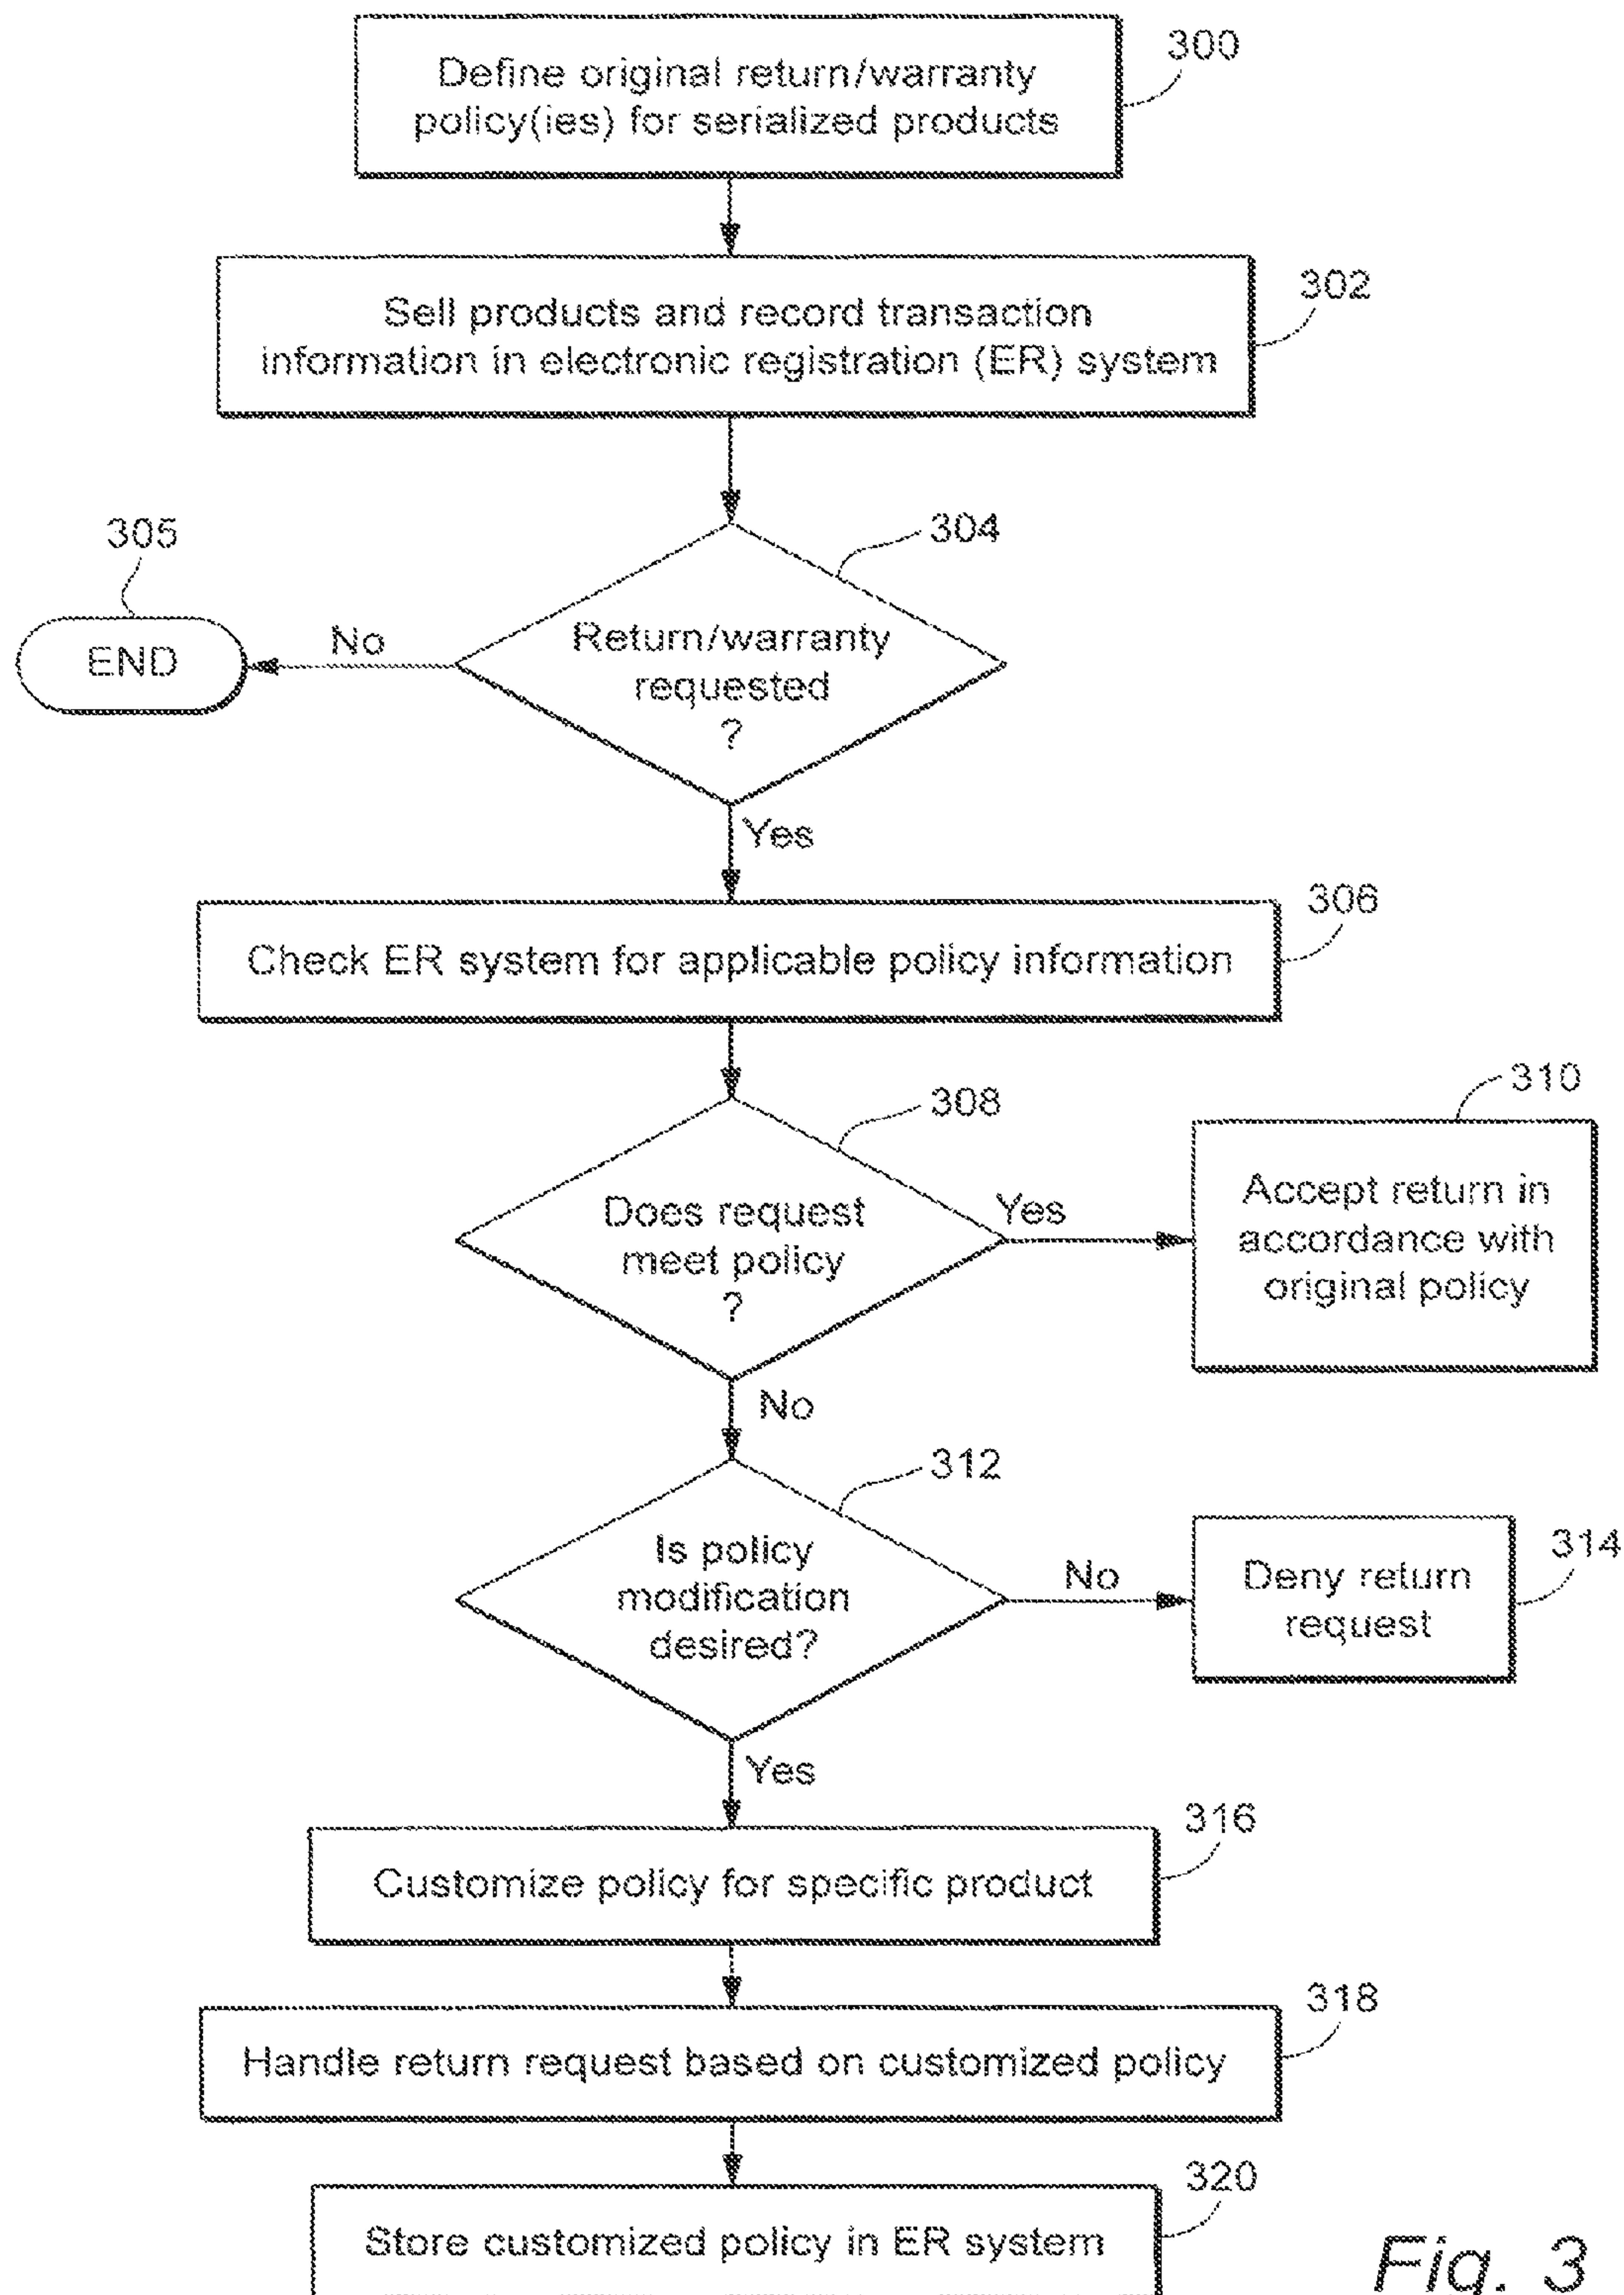 300
Define original return/warranty
policy(ies) for serialized products
302
Sell products and record transaction
information in electronic registration (ER) system
304
305
Return/warranty
requested
?
No
END
Yes
306
Check ER system for applicable policy information
308
310
Does request
meet policy
?
Yes
Accept return in
accordance with
original policy
No
312
Is policy
modification
desired?
No
314
Deny return
request
Yes
316
Customize policy for specific product
318
Handle return request based on customized policy
320
Store customized policy in ER system
Fig. 3